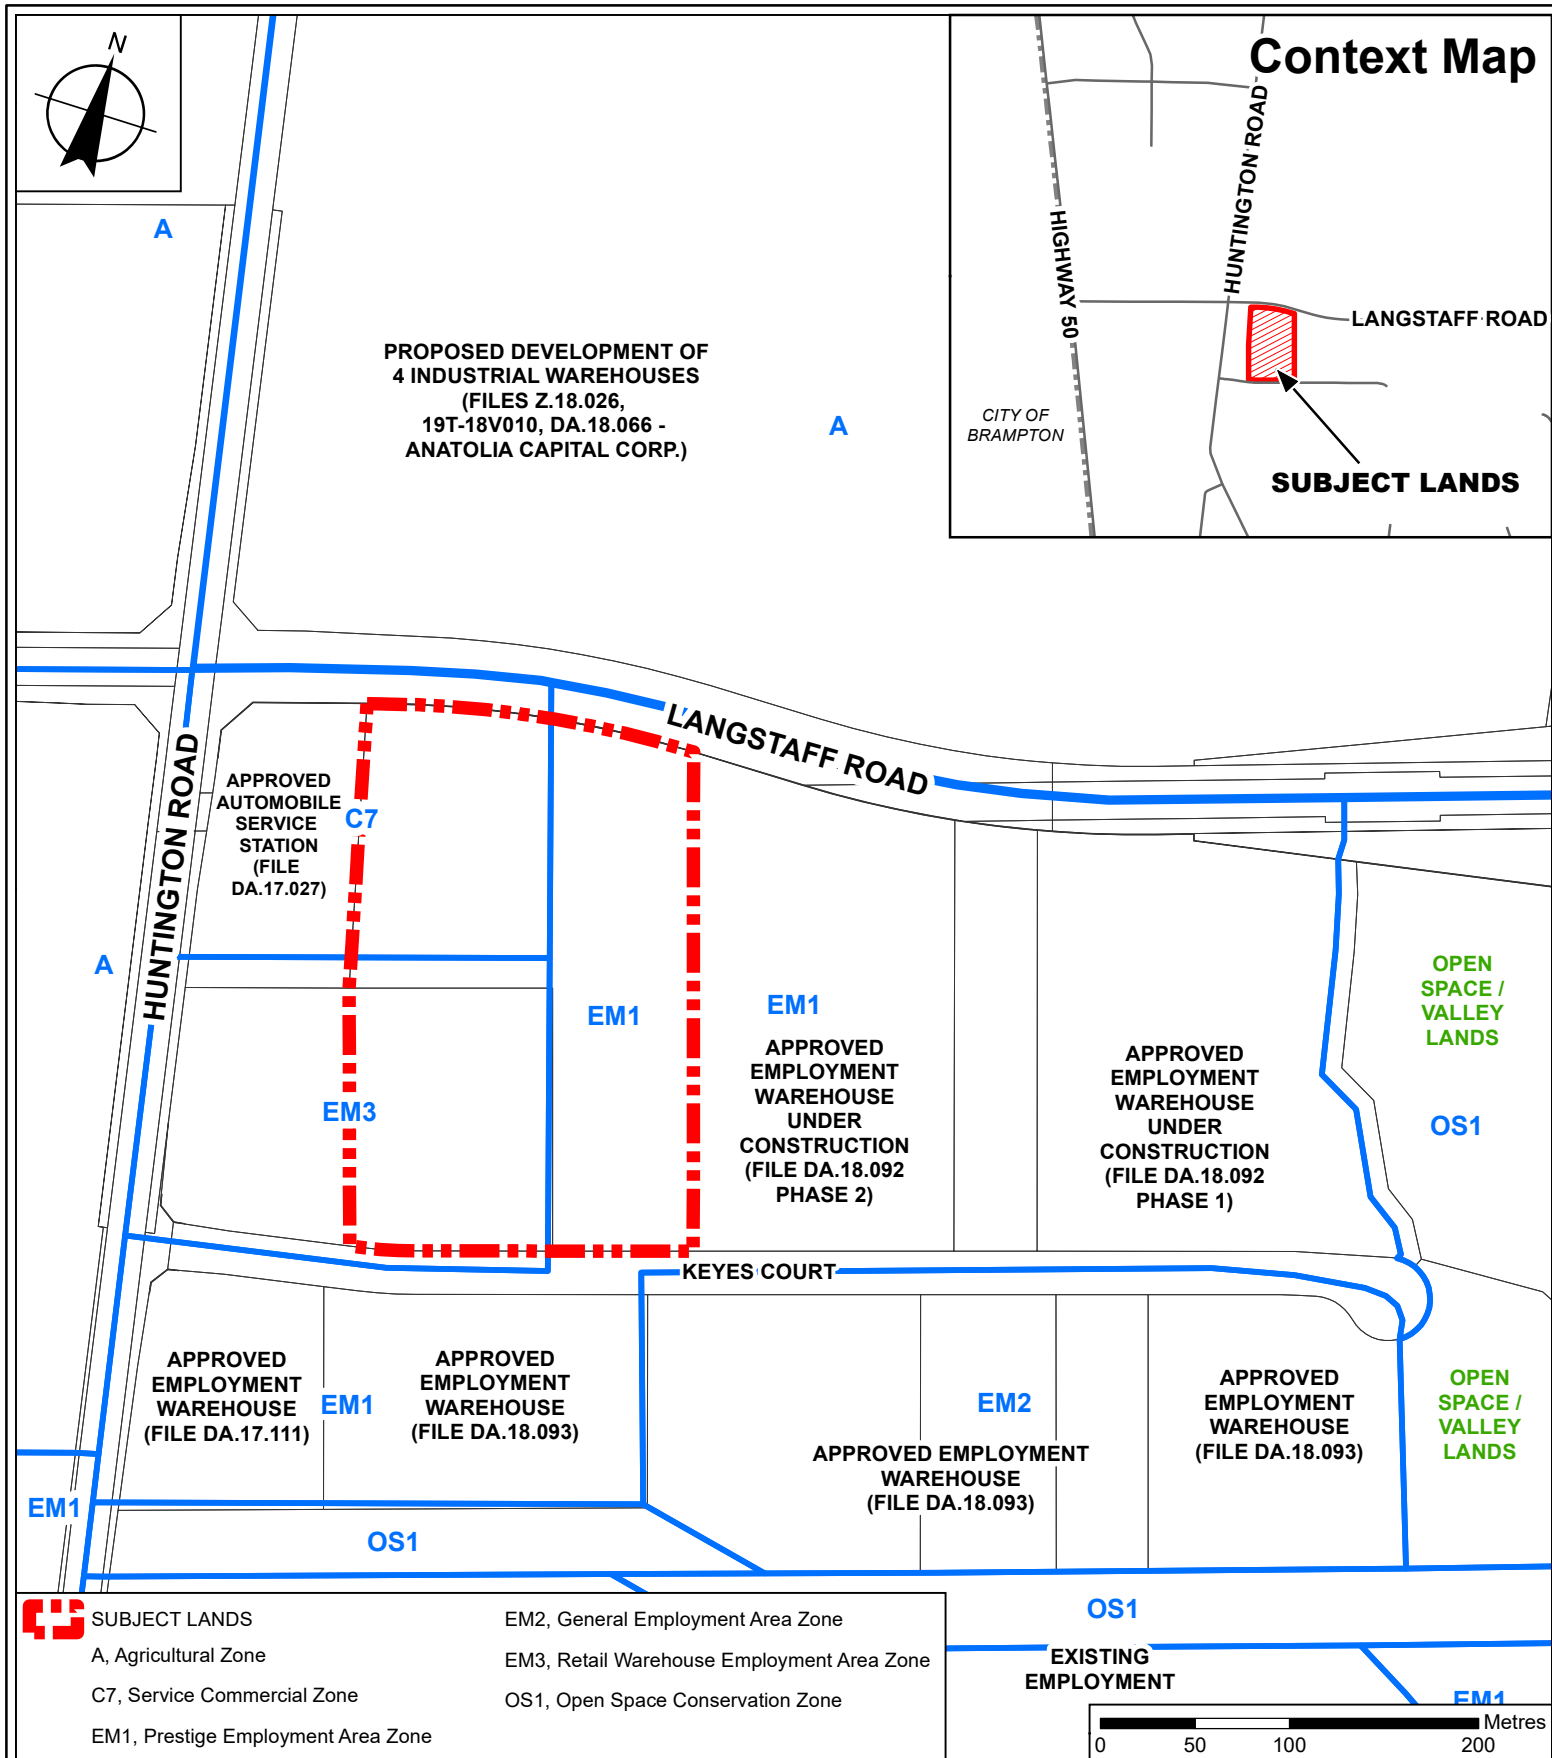 N
Context Map
HUNTINGTON ROAD
HIGHWAY 50
LANGSTAFF ROAD
CITY OF
BRAMPTON
SUBJECT LANDS
A
PROPOSED DEVELOPMENT OF
4 INDUSTRIAL WAREHOUSES
(FILES Z.18.026,
19T-18V010, DA.18.066 -
ANATOLIA CAPITAL CORP.)
A
LANGSTAFF ROAD
HUNTINGTON ROAD
APPROVED
AUTOMOBILE
SERVICE
STATION
(FILE
DA.17.027)
C7
A
EM1
EM1
APPROVED
EMPLOYMENT
WAREHOUSE
UNDER
CONSTRUCTION
(FILE DA.18.092
PHASE 2)
APPROVED
EMPLOYMENT
WAREHOUSE
UNDER
CONSTRUCTION
(FILE DA.18.092
PHASE 1)
OPEN
SPACE /
VALLEY
LANDS
OS1
EM3
KEYES COURT
APPROVED
EMPLOYMENT
WAREHOUSE
(FILE DA.17.111)
EM1
APPROVED
EMPLOYMENT
WAREHOUSE
(FILE DA.18.093)
EM2
APPROVED EMPLOYMENT
WAREHOUSE
(FILE DA.18.093)
APPROVED
EMPLOYMENT
WAREHOUSE
(FILE DA.18.093)
OPEN
SPACE /
VALLEY
LANDS
EM1
OS1
OS1
EXISTING
EMPLOYMENT
EM1
SUBJECT LANDS
A, Agricultural Zone
C7, Service Commercial Zone
EM1, Prestige Employment Area Zone
EM2, General Employment Area Zone
EM3, Retail Warehouse Employment Area Zone
OS1, Open Space Conservation Zone
Metres
0 50 100 200